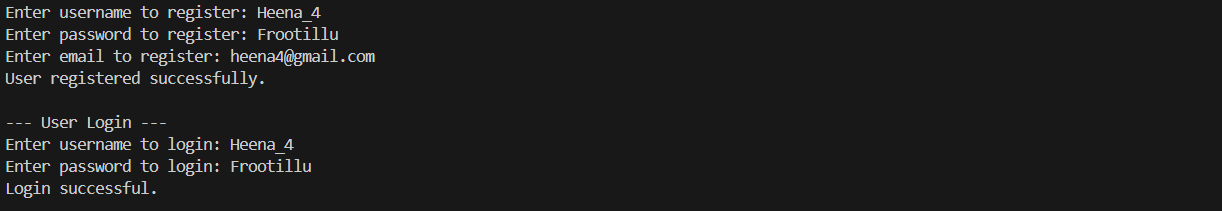 Enter username to register: Heena_4
Enter password to register: Frootillu
Enter email to register: heena4@gmail.com
User registered successfully.

--- User Login ---
Enter username to login: Heena_4
Enter password to login: Frootillu
Login successful.